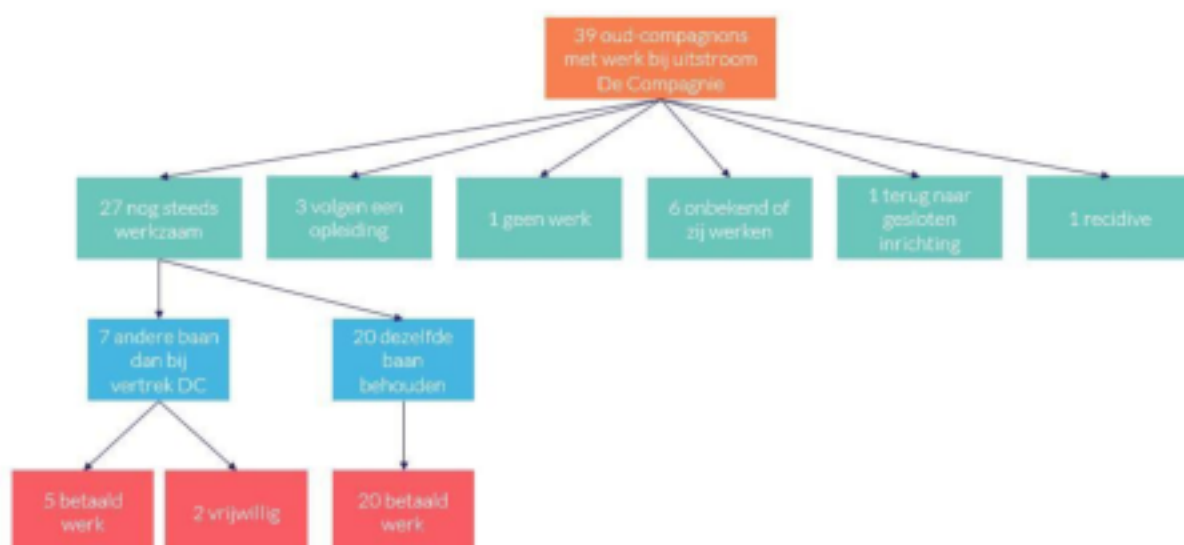 39 oud-compagnons
met werk bij uitstroom
De Compagnie
27 nog steeds
werkzaam
3 volgen een
opleiding
1 geen werk
6 onbekend of
zij werken
1 terug naar
gesloten
inrichting
1 recidive
7 andere baan
dan bij
vertrek DC
20 dezelfde
baan
behouden
5 betaald
werk
2 vrijwillig
20 betaald
werk